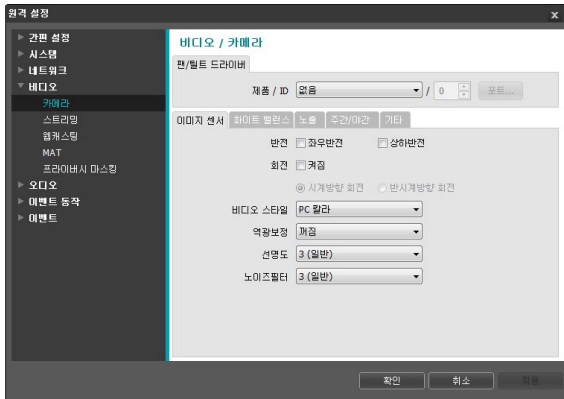 원격 설정
x
간편 설정
시스템
네트워크
비디오
카메라
스트리밍
웹캐스팅
MAT
프라이버시 마스킹
오디오
이벤트 동작
이벤트
비디오 / 카메라
팬/틸트 드라이버
제품 / ID 없음 / 0 포트...
이미지 센서 화이트 밸런스 노출 주간/야간 기타
반전 좌우반전 상하반전
회전 켜짐
시계방향 회전 반시계방향 회전
비디오 스타일 PC 칼라
역광보정 꺼짐
선명도 3 (일반)
노이즈필터 3 (일반)
확인 취소 적용